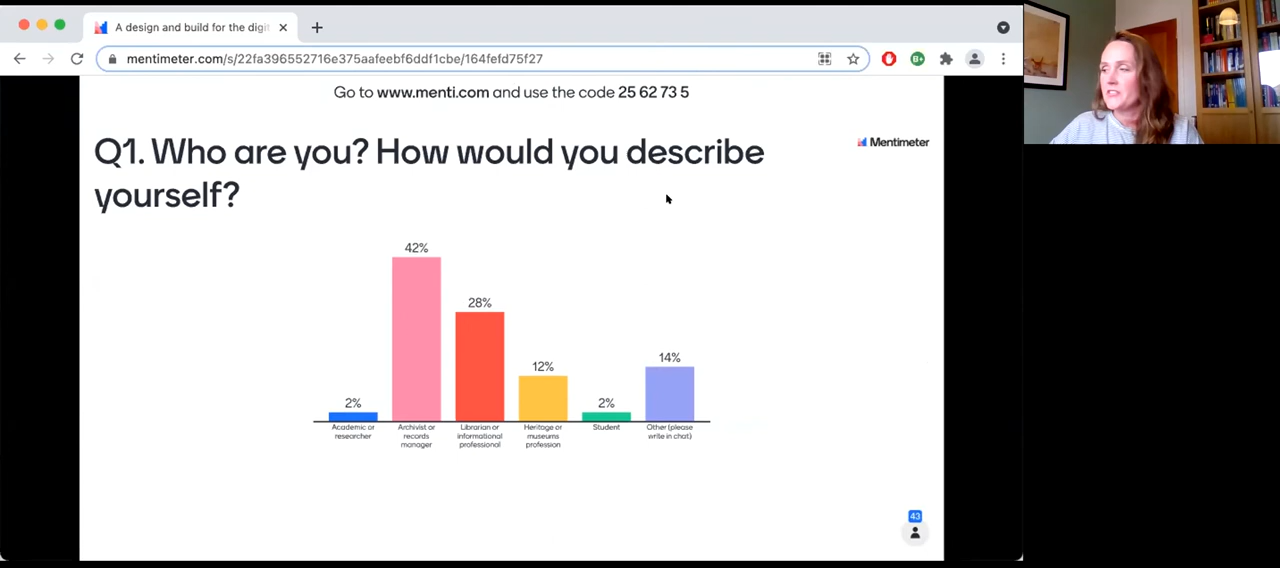 A design and build for the digit
mentimeter.com/s/22fa396552716e375aafeebf6ddf1cbe/164fefd75f27
Go to www.menti.com and use the code 25 62 73 5
Q1. Who are you? How would you describe
yourself?
Mentimeter
42%
28%
14%
12%
2%
2%
Academic or
researcher
Archivist or
records
manager
Librarian or
informational
professional
Heritage or
museums
profession
Student
Other (please
write in chat)
43